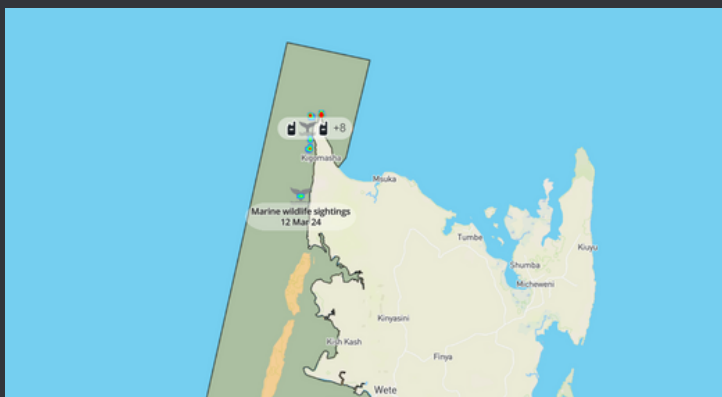 +8
Kigomasha
Msuka
Marine wildlife sightings
12 Mar 24
Tumbe
Kiuyu
Shumba
Micheweni
Kinyasini
Kish Kash
Finya
Wete